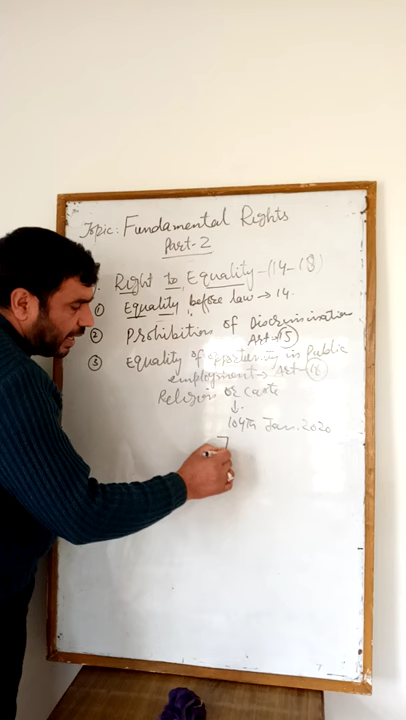 Topic: Fundamental Rights
Part-2
Right to Equality-(14-18)
① Equality before law → 14.
② Prohibition of Discrimination
Art-15
③ Equality of opportunity in Public
employment → Art-16
Religion or caste
↓
104th Jan. 2020